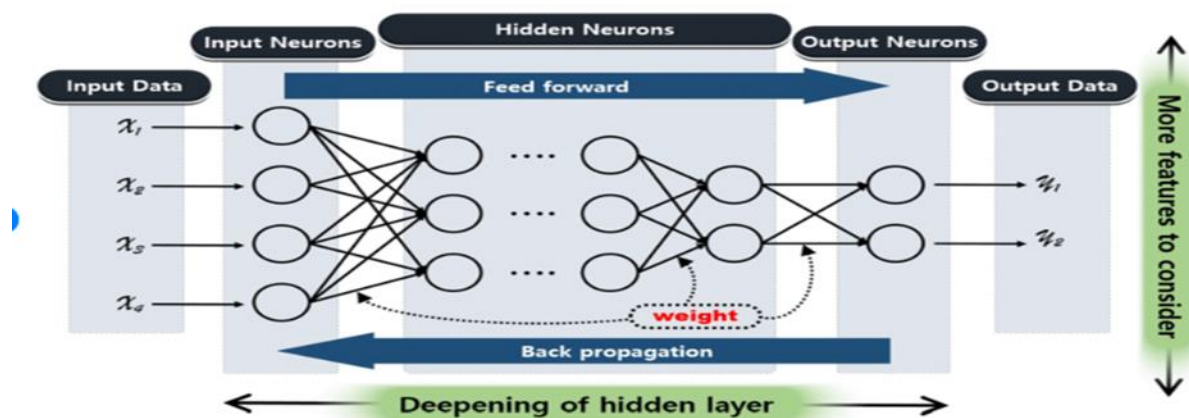 Input Neurons
Hidden Neurons
Output Neurons
Input Data
Feed forward
Output Data
x₁
x₂
x₃
x₄
....
....
....
y₁
y₂
weight
Back propagation
Deepening of hidden layer
More features to consider